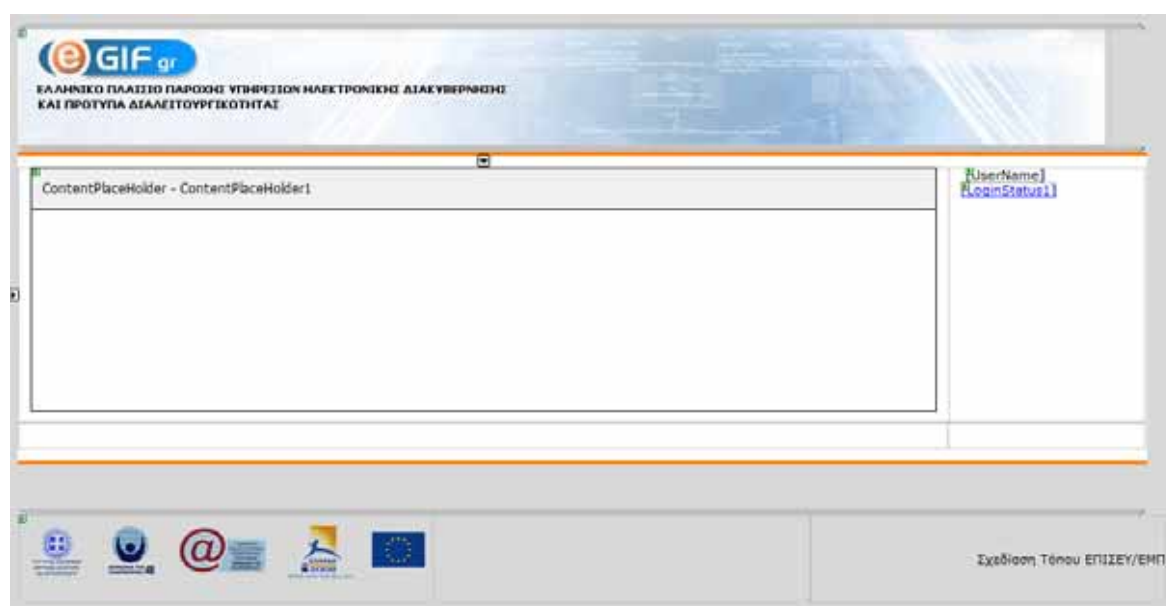 eGIF.gr
ΕΛΛΗΝΙΚΟ ΠΛΑΙΣΙΟ ΠΑΡΟΧΗΣ ΥΠΗΡΕΣΙΩΝ ΗΛΕΚΤΡΟΝΙΚΗΣ ΔΙΑΚΥΒΕΡΝΗΣΗΣ
ΚΑΙ ΠΡΟΤΥΠΑ ΔΙΑΛΕΙΤΟΥΡΓΙΚΟΤΗΤΑΣ
ContentPlaceHolder - ContentPlaceHolder1
[UserName]
[LoginStatus1]
Σχεδίαση Τόπου ΕΠΙΣΕΥ/ΕΜΠ